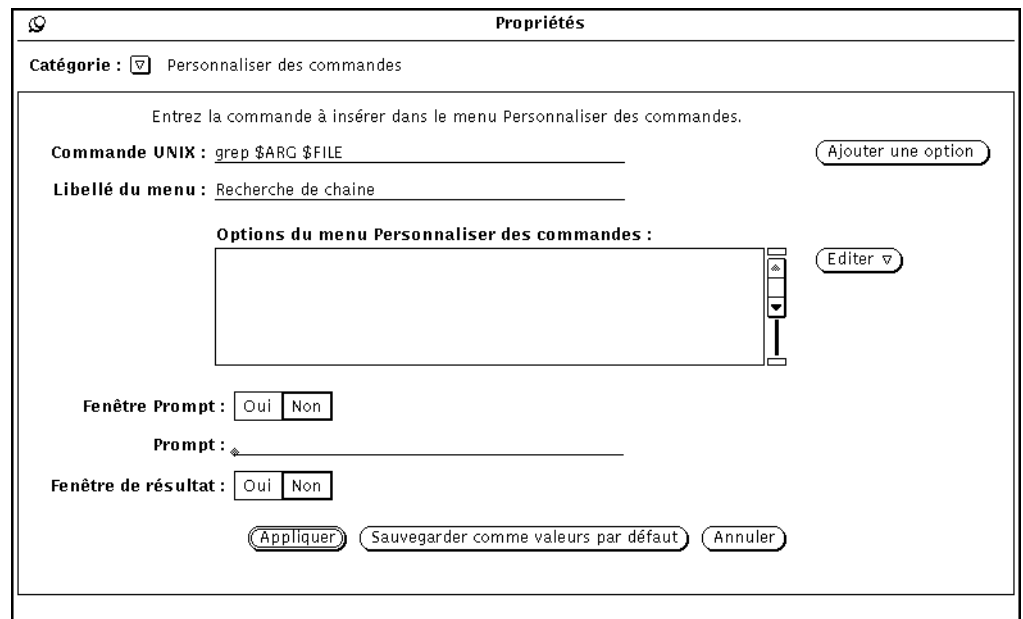 Propriétés
Catégorie : Personnaliser des commandes
Entrez la commande à insérer dans le menu Personnaliser des commandes.
Commande UNIX : grep $ARG $FILE Ajouter une option
Libellé du menu : Recherche de chaine
Options du menu Personnaliser des commandes :
Editer
Fenêtre Prompt : Oui Non
Prompt :
Fenêtre de résultat : Oui Non
Appliquer Sauvegarder comme valeurs par défaut Annuler